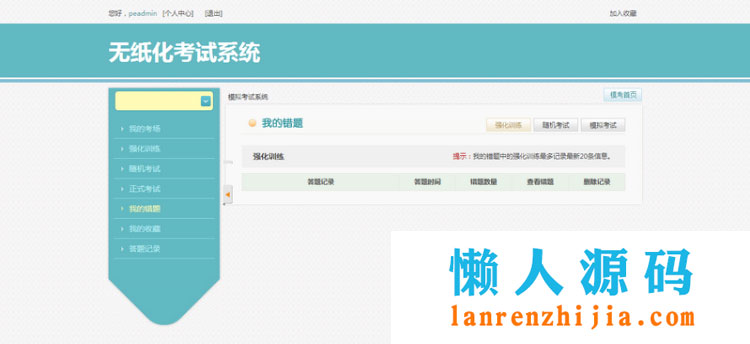 您好，peadmin [个人中心] [退出] 加入收藏
无纸化考试系统
模拟考试系统
我的考场
强化训练
随机考试
正式考试
我的错题
我的收藏
答题记录
我的错题
强化训练 随机考试 模拟考试
强化训练 提示：我的错题中的强化训练最多记录最新20条信息。
答题记录 答题时间 错题数量 查看错题 删除记录
懒人源码
lanrenzhijia.com